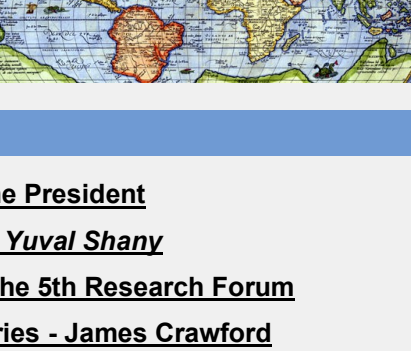 e President
Yuval Shany
he 5th Research Forum
ries - James Crawford